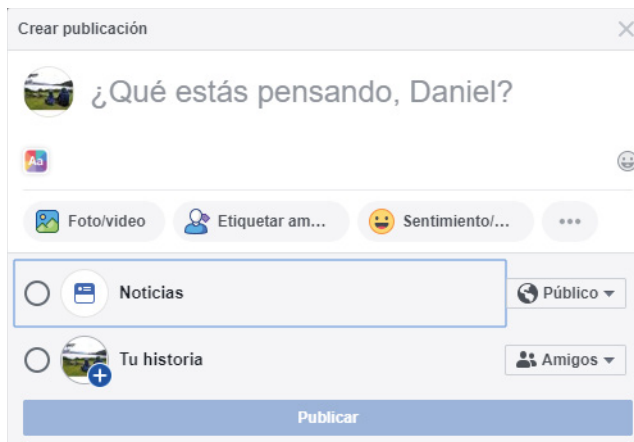 Crear publicación
¿Qué estás pensando, Daniel?
Aa
Foto/video Etiquetar am... Sentimiento/...
Noticias Público
Tu historia Amigos
Publicar